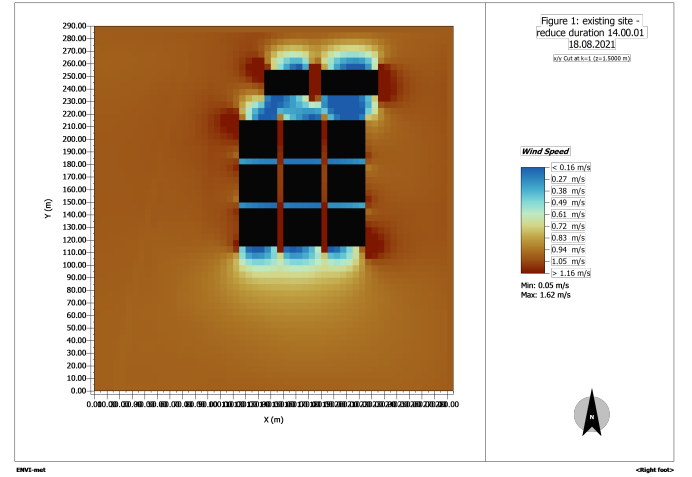 Figure 1: existing site -
reduce duration 14.00.01
18.08.2021
x/y Cut at k=1 (z=1.5000 m)
290.00
280.00
270.00
260.00
250.00
240.00
230.00
220.00
210.00
200.00
190.00
180.00
170.00
160.00
150.00
140.00
130.00
120.00
110.00
100.00
90.00
80.00
70.00
60.00
50.00
40.00
30.00
20.00
10.00
0.00
Y (m)
X (m)
Wind Speed
< 0.16 m/s
0.27 m/s
0.38 m/s
0.49 m/s
0.61 m/s
0.72 m/s
0.83 m/s
0.94 m/s
1.05 m/s
> 1.16 m/s
Min: 0.05 m/s
Max: 1.62 m/s
N
ENVI-met
<Right foot>